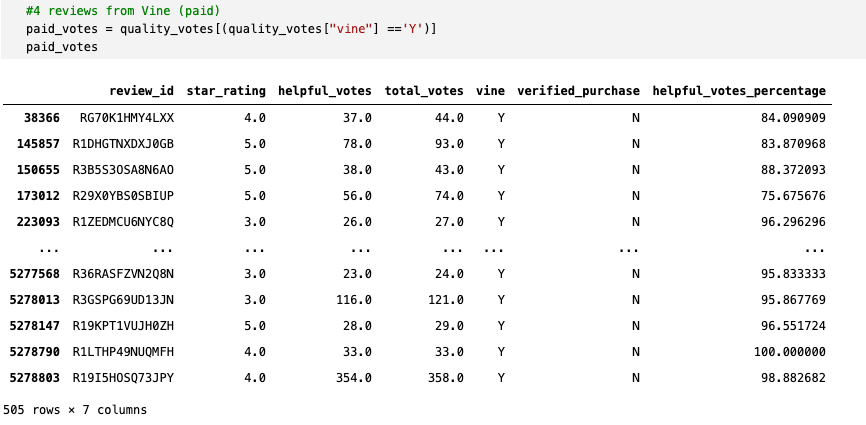 #4 reviews from Vine (paid)
paid_votes = quality_votes[(quality_votes["vine"] =='Y')]
paid_votes
review_id star_rating helpful_votes total_votes vine verified_purchase helpful_votes_percentage
38366 RG70K1HMY4LXX 4.0 37.0 44.0 Y N 84.090909
145857 R1DHGTNXDXJ0GB 5.0 78.0 93.0 Y N 83.870968
150655 R3B5S3OSA8N6AO 5.0 38.0 43.0 Y N 88.372093
173012 R29X0YBS0SBIUP 5.0 56.0 74.0 Y N 75.675676
223093 R1ZEDMCU6NYC8Q 3.0 26.0 27.0 Y N 96.296296
... ... ... ... ... ... ... ...
5277568 R36RASFZVN2Q8N 3.0 23.0 24.0 Y N 95.833333
5278013 R3GSPG69UD13JN 3.0 116.0 121.0 Y N 95.867769
5278147 R19KPT1VUJH0ZH 5.0 28.0 29.0 Y N 96.551724
5278790 R1LTHP49NUQMFH 4.0 33.0 33.0 Y N 100.000000
5278803 R19I5HOSQ73JPY 4.0 354.0 358.0 Y N 98.882682
505 rows × 7 columns